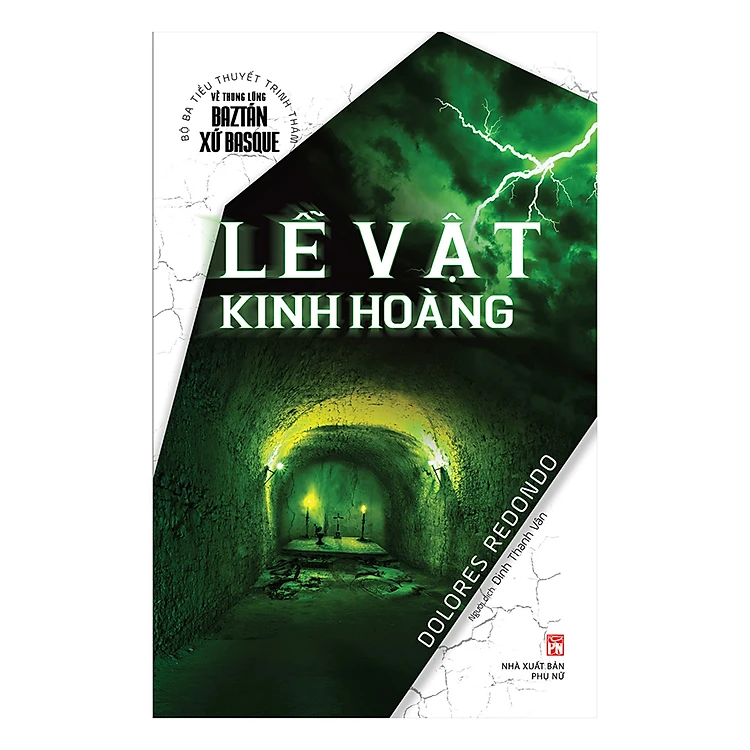 BỘ BA TIỂU THUYẾT TRINH THÁM
VỀ THUNG LŨNG
BAZTÁN
XỨ BASQUE
LỄ VẬT
KINH HOÀNG
DOLORES REDONDO
Người dịch: Đinh Thanh Vân
PN
NHÀ XUẤT BẢN
PHỤ NỮ